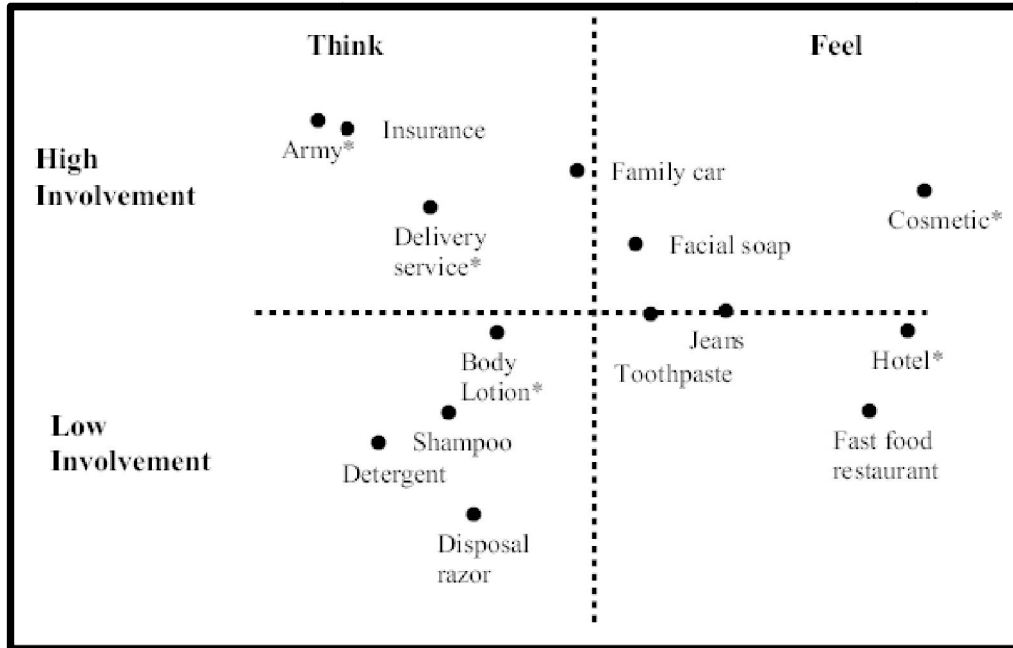 Think
Feel
High
Involvement
Army*
Insurance
Family car
Delivery
service*
Facial soap
Cosmetic*
Body
Lotion*
Jeans
Toothpaste
Hotel*
Low
Involvement
Shampoo
Detergent
Fast food
restaurant
Disposal
razor